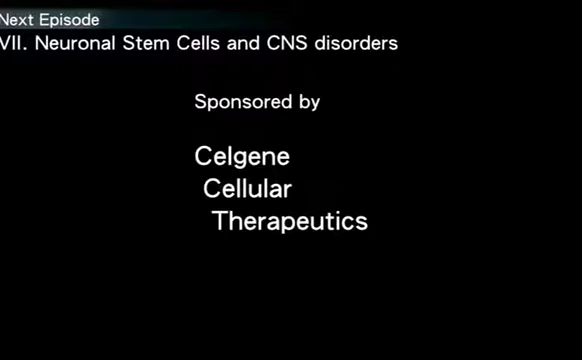 Next Episode
VII. Neuronal Stem Cells and CNS disorders
Sponsored by
Celgene
Cellular
Therapeutics